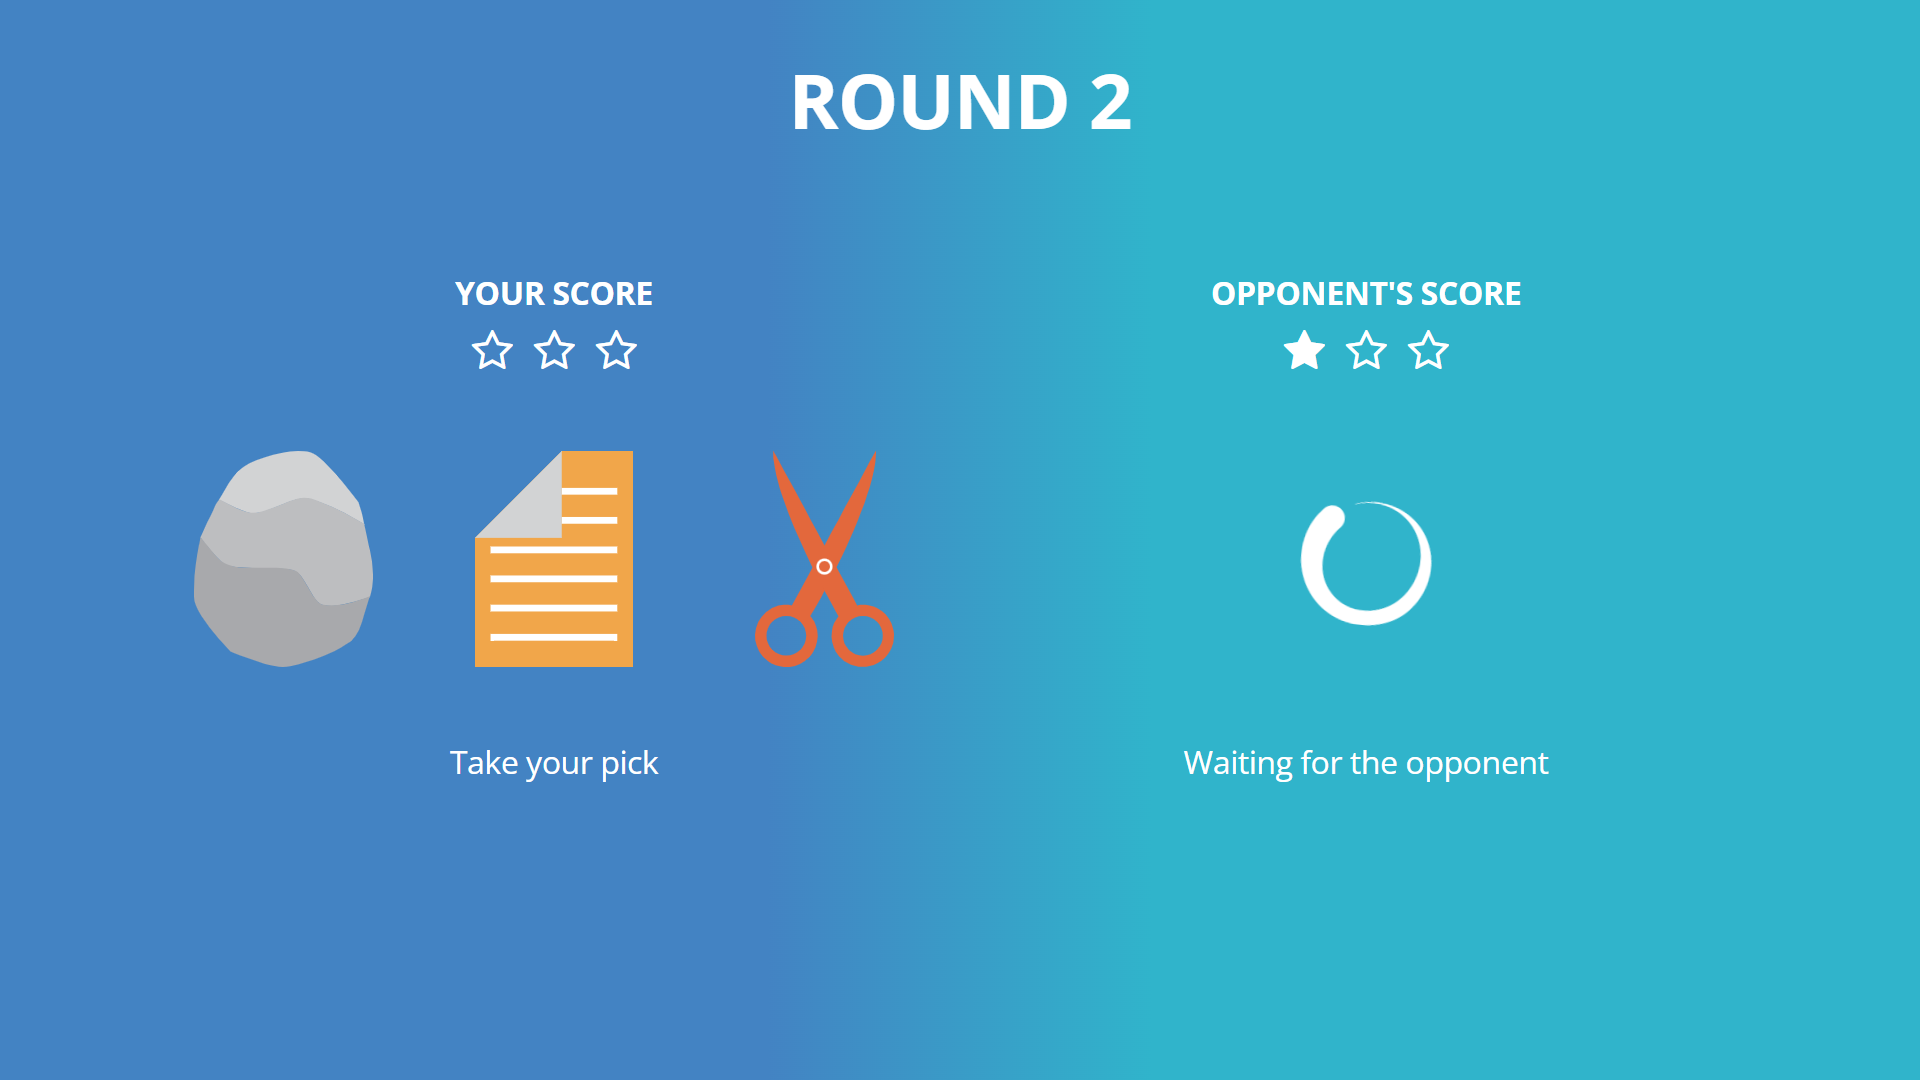 ROUND 2
YOUR SCORE
OPPONENT'S SCORE
Take your pick
Waiting for the opponent